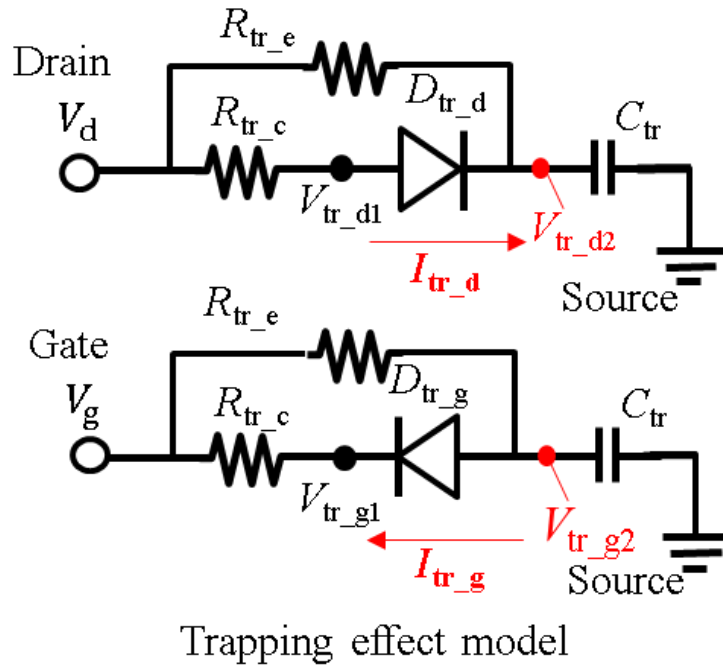 R_tr_e
Drain
D_tr_d
V_d
R_tr_c
C_tr
V_tr_d1
V_tr_d2
I_tr_d
Source
R_tr_e
Gate
D_tr_g
V_g
R_tr_c
C_tr
V_tr_g1
V_tr_g2
I_tr_g
Source
Trapping effect model